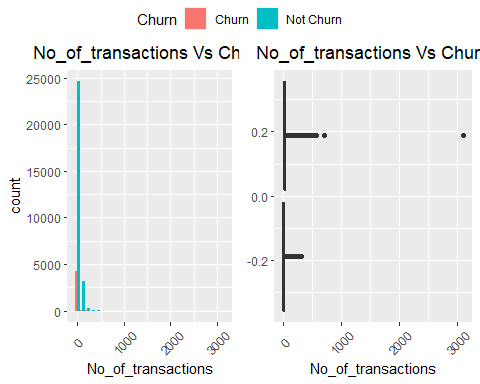 Churn Churn Not Churn
No_of_transactions Vs Ch
No_of_transactions Vs Chur
25000
20000
15000
10000
5000
0
count
0 1000 2000 3000
No_of_transactions
0.2
0.0
-0.2
0 1000 2000 3000
No_of_transactions